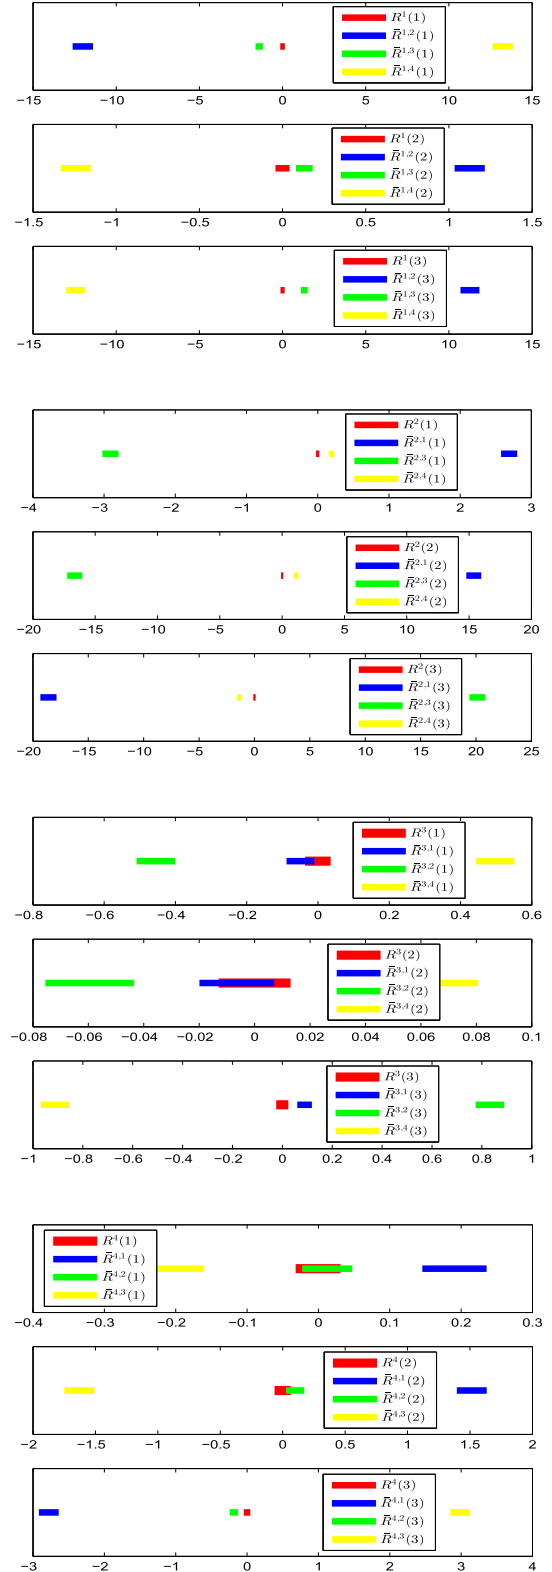 R¹(1)
R̄¹,²(1)
R̄¹,³(1)
R̄¹,⁴(1)
−15 −10 −5 0 5 10 15
R¹(2)
R̄¹,²(2)
R̄¹,³(2)
R̄¹,⁴(2)
−1.5 −1 −0.5 0 0.5 1 1.5
R¹(3)
R̄¹,²(3)
R̄¹,³(3)
R̄¹,⁴(3)
−15 −10 −5 0 5 10 15
R²(1)
R̄²,¹(1)
R̄²,³(1)
R̄²,⁴(1)
−4 −3 −2 −1 0 1 2 3
R²(2)
R̄²,¹(2)
R̄²,³(2)
R̄²,⁴(2)
−20 −15 −10 −5 0 5 10 15 20
R²(3)
R̄²,¹(3)
R̄²,³(3)
R̄²,⁴(3)
−20 −15 −10 −5 0 5 10 15 20 25
R³(1)
R̄³,¹(1)
R̄³,²(1)
R̄³,⁴(1)
−0.8 −0.6 −0.4 −0.2 0 0.2 0.4 0.6
R³(2)
R̄³,¹(2)
R̄³,²(2)
R̄³,⁴(2)
−0.08 −0.06 −0.04 −0.02 0 0.02 0.04 0.06 0.08 0.1
R³(3)
R̄³,¹(3)
R̄³,²(3)
R̄³,⁴(3)
−1 −0.8 −0.6 −0.4 −0.2 0 0.2 0.4 0.6 0.8 1
R⁴(1)
R̄⁴,¹(1)
R̄⁴,²(1)
R̄⁴,³(1)
−0.4 −0.3 −0.2 −0.1 0 0.1 0.2 0.3
R⁴(2)
R̄⁴,¹(2)
R̄⁴,²(2)
R̄⁴,³(2)
−2 −1.5 −1 −0.5 0 0.5 1 1.5 2
R⁴(3)
R̄⁴,¹(3)
R̄⁴,²(3)
R̄⁴,³(3)
−3 −2 −1 0 1 2 3 4